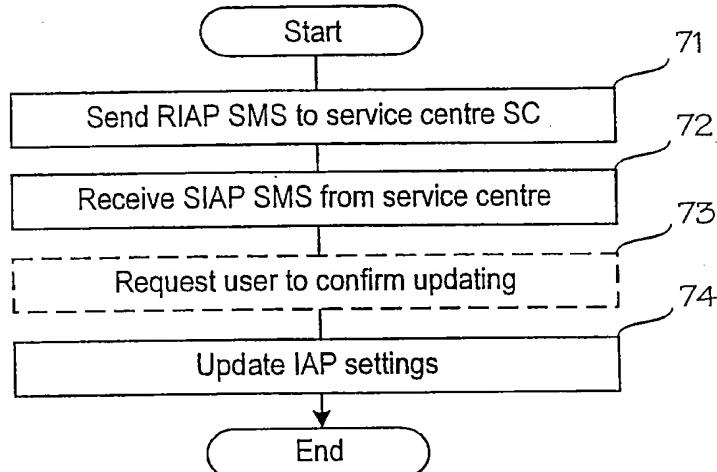 Start
71
Send RIAP SMS to service centre SC
72
Receive SIAP SMS from service centre
73
Request user to confirm updating
74
Update IAP settings
End